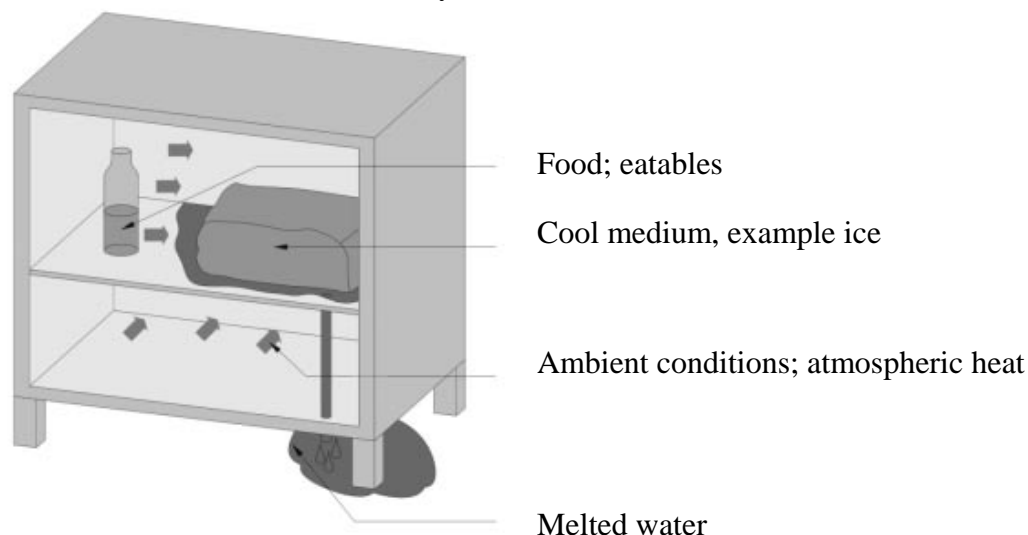 Food; eatables
Cool medium, example ice
Ambient conditions; atmospheric heat
Melted water